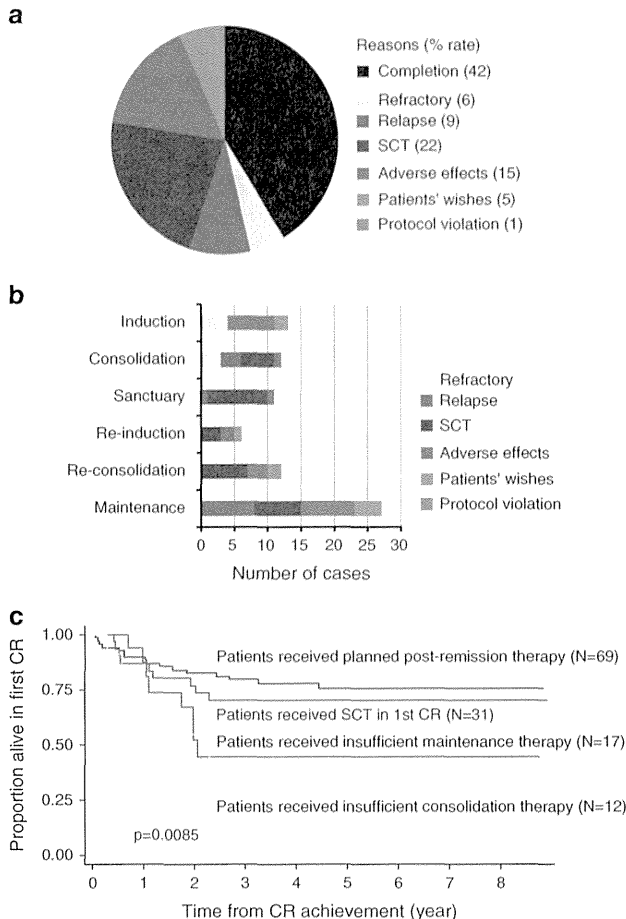 a
Reasons (% rate)
Completion (42)
Refractory (6)
Relapse (9)
SCT (22)
Adverse effects (15)
Patients' wishes (5)
Protocol violation (1)
b
Induction
Consolidation
Sanctuary
Re-induction
Re-consolidation
Maintenance
0 5 10 15 20 25 30
Number of cases
Refractory
Relapse
SCT
Adverse effects
Patients' wishes
Protocol violation
c
Proportion alive in first CR
1.00
0.75
0.50
0.25
0.00
Patients received planned post-remission therapy (N=69)
Patients received SCT in 1st CR (N=31)
Patients received insufficient maintenance therapy (N=17)
Patients received insufficient consolidation therapy (N=12)
p=0.0085
0 1 2 3 4 5 6 7 8
Time from CR achievement (year)